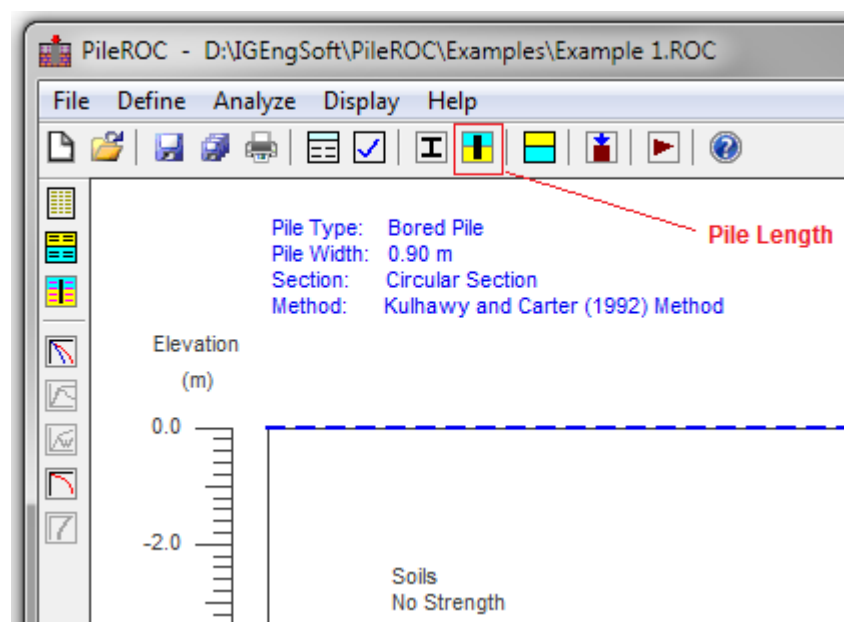 PileROC - D:\IGEngSoft\PileROC\Examples\Example 1.ROC
File Define Analyze Display Help
Pile Type: Bored Pile
Pile Width: 0.90 m
Section: Circular Section
Method: Kulhawy and Carter (1992) Method
Pile Length
Elevation
(m)
0.0
-2.0
Soils
No Strength